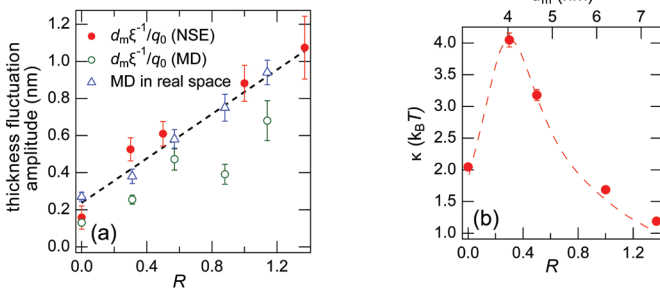 thickness fluctuation
amplitude (nm)
1.2
1.0
0.8
0.6
0.4
0.2
0.0
dₘξ⁻¹/q₀ (NSE)
dₘξ⁻¹/q₀ (MD)
MD in real space
(a)
0.0 0.4 0.8 1.2
R
4 5 6 7
κ (k_BT)
4.0
3.5
3.0
2.5
2.0
1.5
1.0
(b)
0.0 0.4 0.8 1.2
R